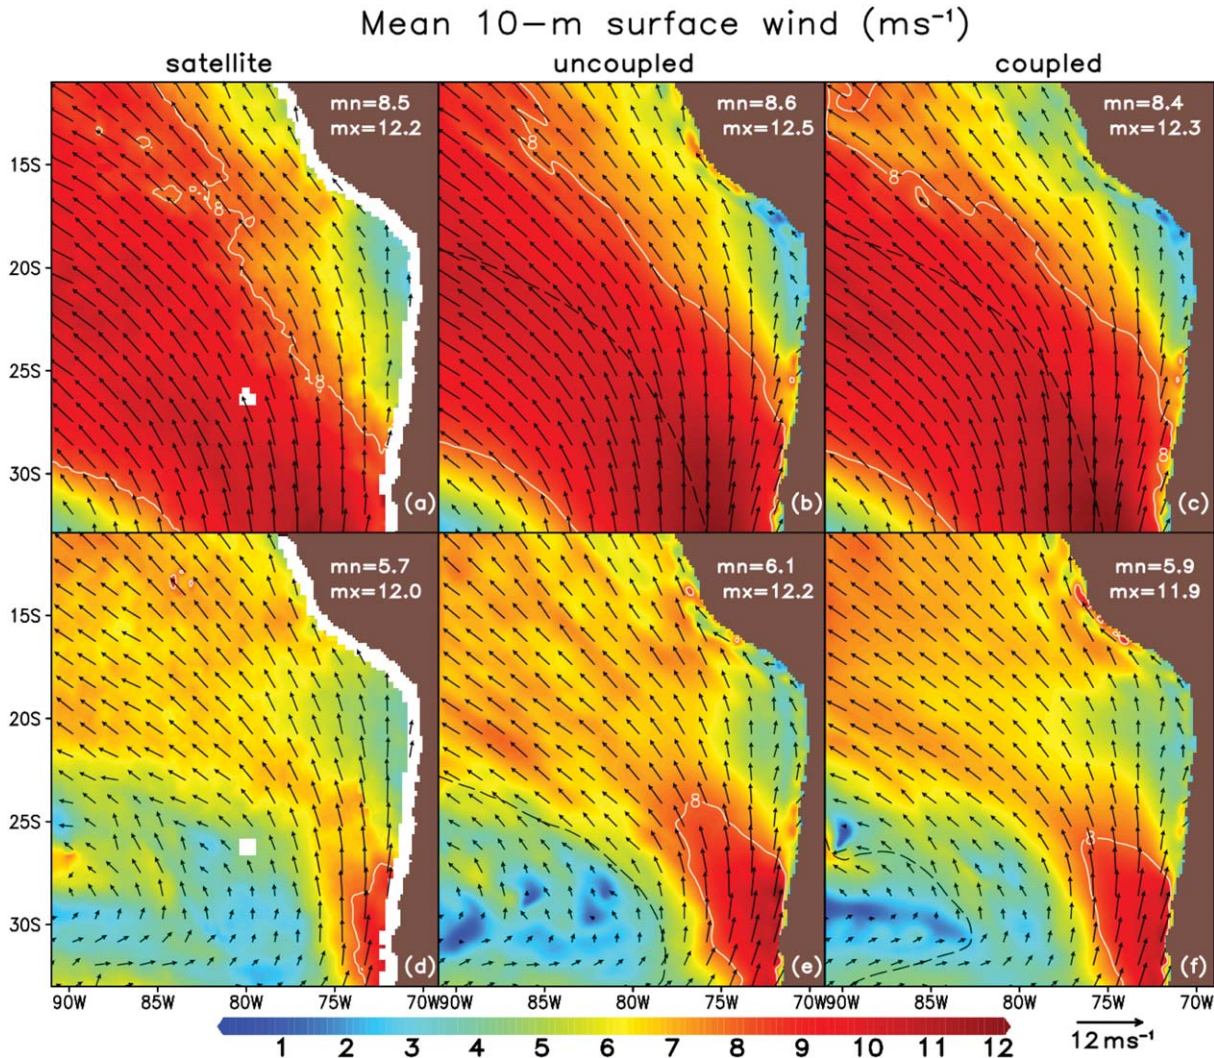 Mean 10-m surface wind (ms⁻¹)
satellite uncoupled coupled
mn=8.5
mx=12.2
mn=8.6
mx=12.5
mn=8.4
mx=12.3
15S
20S
25S
30S
8
8
8
8
8
(a) (b) (c)
mn=5.7
mx=12.0
mn=6.1
mx=12.2
mn=5.9
mx=11.9
15S
20S
25S
30S
8
8
(d) (e) (f)
90W 85W 80W 75W 70W 90W 85W 80W 75W 70W 90W 85W 80W 75W 70W
1 2 3 4 5 6 7 8 9 10 11 12
12 ms⁻¹